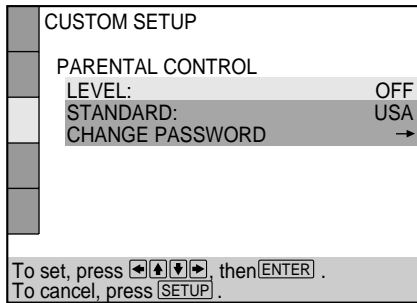 CUSTOM SETUP
PARENTAL CONTROL
LEVEL: OFF
STANDARD: USA
CHANGE PASSWORD →
To set, press ←↑↓→, then ENTER .
To cancel, press SETUP .